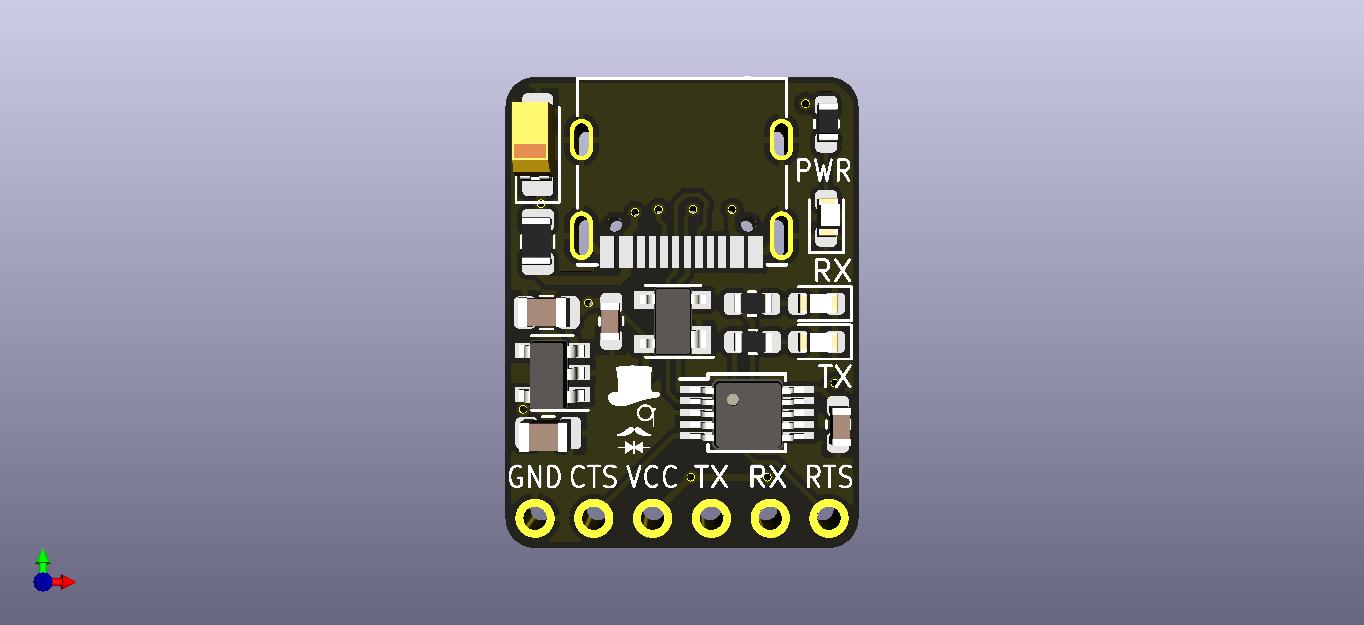 PWR
RX
TX
GND CTS VCC TX RX RTS